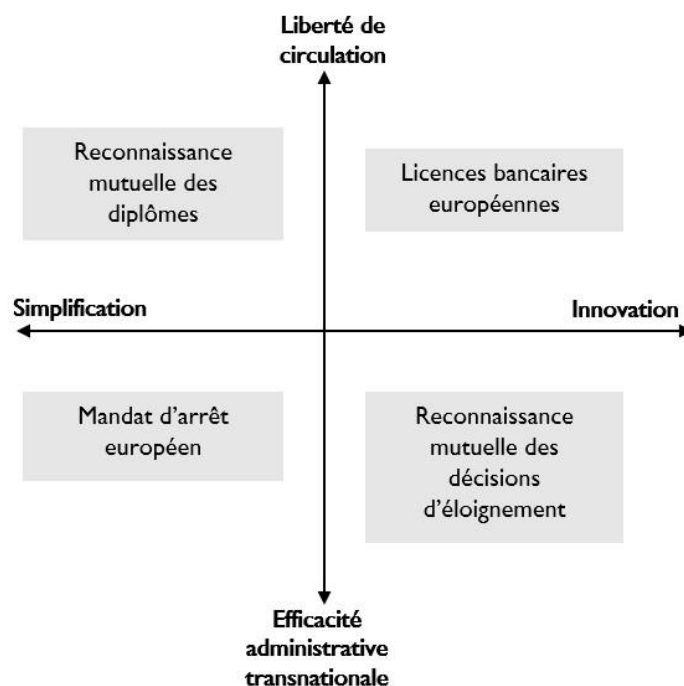 Liberté de
circulation
Reconnaissance
mutuelle des
diplômes
Licences bancaires
européennes
Simplification
Innovation
Mandat d’arrêt
européen
Reconnaissance
mutuelle des
décisions
d’éloignement
Efficacité
administrative
transnationale